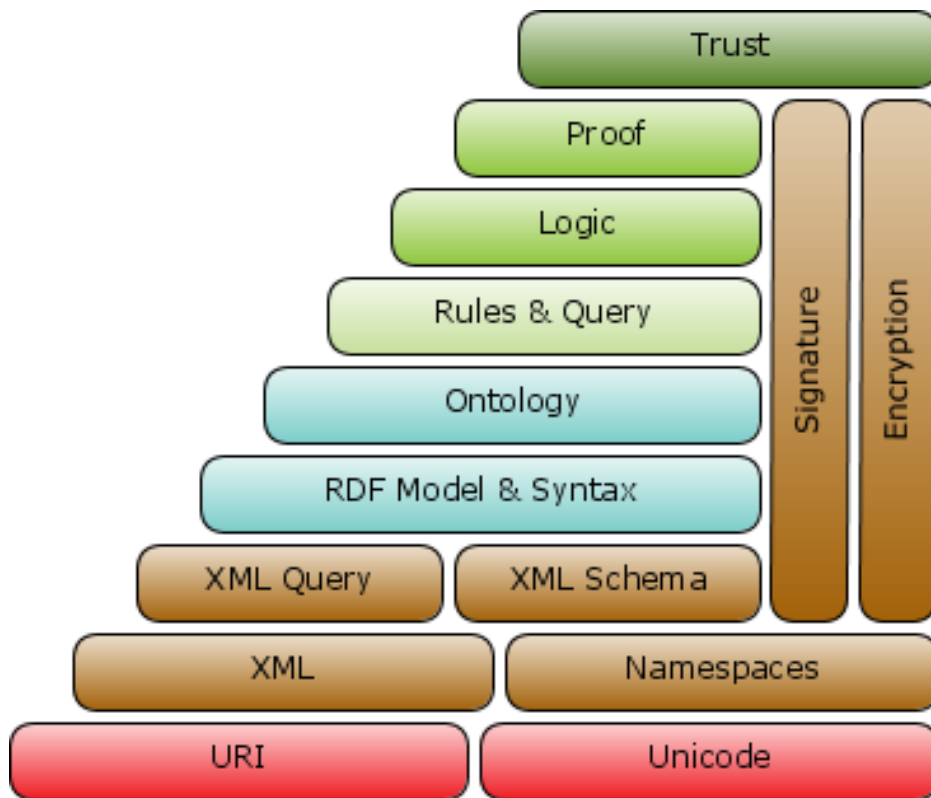 Trust
Proof
Logic
Rules & Query
Ontology
RDF Model & Syntax
Signature
Encryption
XML Query
XML Schema
XML
Namespaces
URI
Unicode